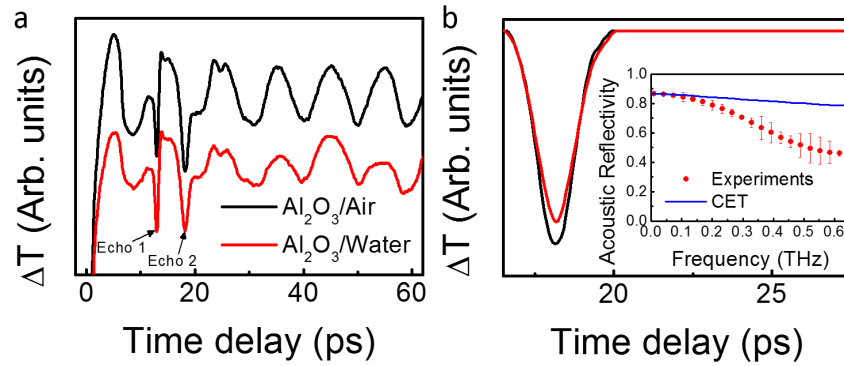 a
ΔT (Arb. units)
Al₂O₃/Air
Al₂O₃/Water
Echo 1
Echo 2
0 20 40 60
Time delay (ps)
b
ΔT (Arb. units)
20 25
Time delay (ps)
Acoustic Reflectivity
1.0
0.8
0.6
0.4
0.2
0.0
Experiments
CET
0.0 0.1 0.2 0.3 0.4 0.5 0.6
Frequency (THz)